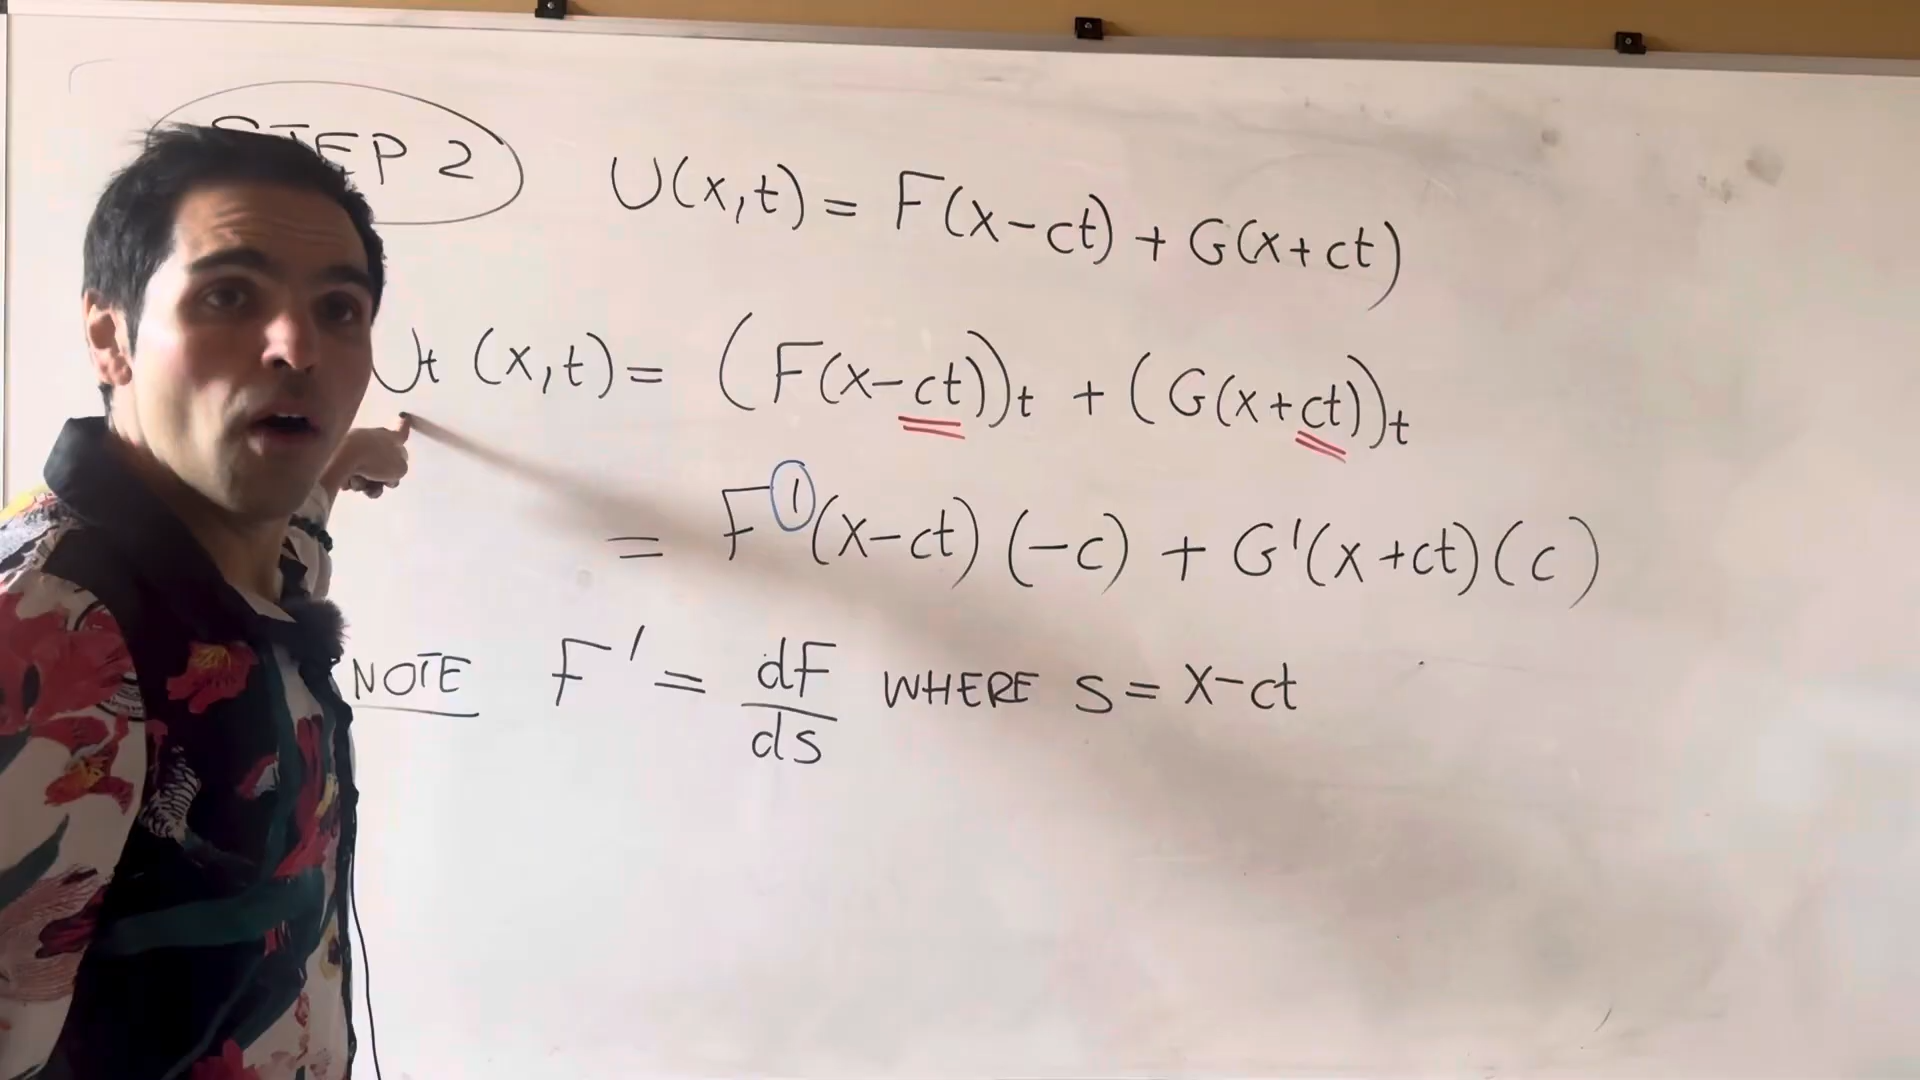 STEP 2
U(x,t) = F(x-ct) + G(x+ct)
Ut (x,t) = (F(x-ct))t + (G(x+ct))t
= F'(x-ct)(-c) + G'(x+ct)(c)
NOTE F' = dF/ds WHERE s = x-ct